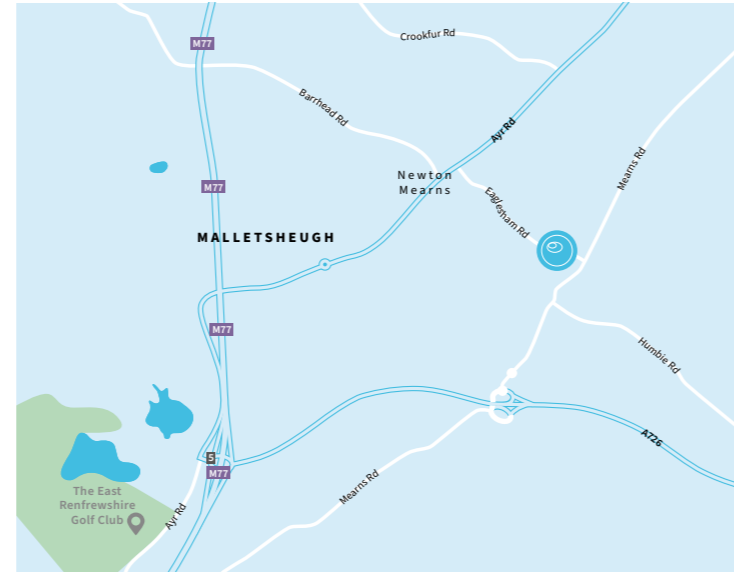 Crookfur Rd
M77
Barrhead Rd
Ayr Rd
Mearns Rd
Newton
Mearns
M77
Eaglesham Rd
MALLETSHEUGH
M77
Humbie Rd
A726
5
M77
Mearns Rd
The East
Renfrewshire
Golf Club
Ayr Rd